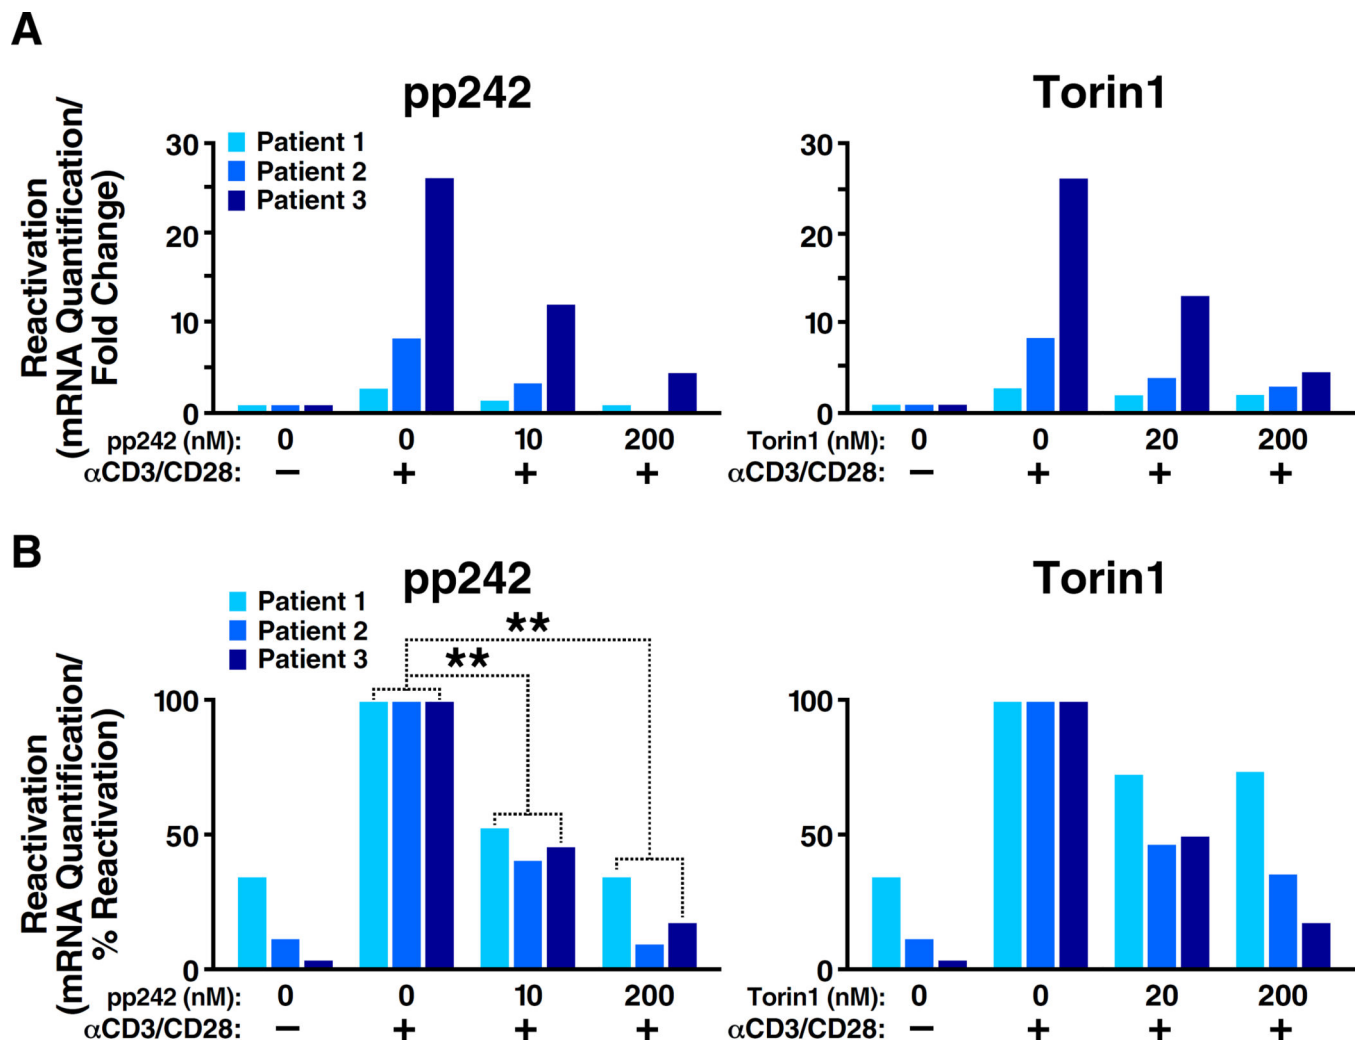 A
pp242
Torin1
Reactivation
(mRNA Quantification/
Fold Change)
Patient 1
Patient 2
Patient 3
30
20
10
0
30
20
10
0
pp242 (nM): 0 0 10 200
αCD3/CD28: − + + +
Torin1 (nM): 0 0 20 200
αCD3/CD28: − + + +
B
pp242
Torin1
Reactivation
(mRNA Quantification/
% Reactivation)
Patient 1
Patient 2
Patient 3
**
**
100
50
0
100
50
0
pp242 (nM): 0 0 10 200
αCD3/CD28: − + + +
Torin1 (nM): 0 0 20 200
αCD3/CD28: − + + +